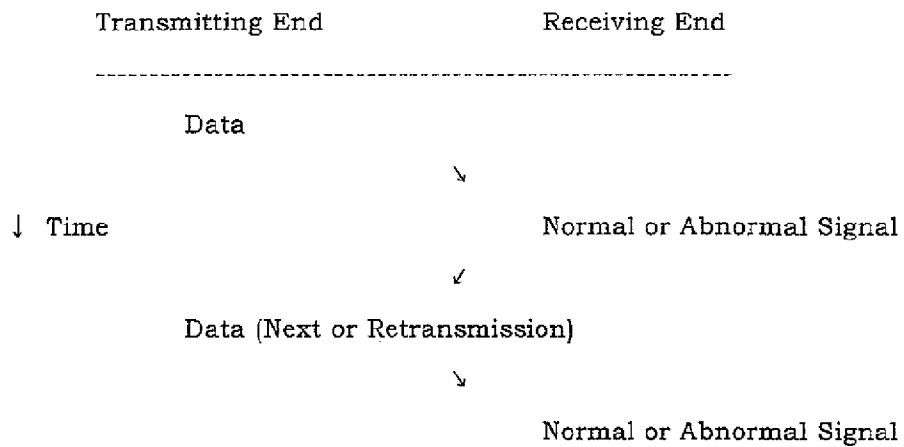 Transmitting End Receiving End
------------------------------------------------------------
Data
↘
↓ Time Normal or Abnormal Signal
↙
Data (Next or Retransmission)
↘
Normal or Abnormal Signal